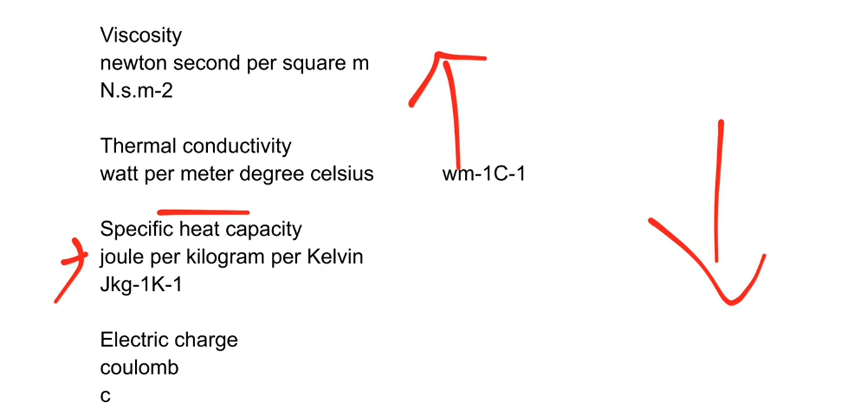 Viscosity
newton second per square m
N.s.m-2
Thermal conductivity
watt per meter degree celsius wm-1C-1
Specific heat capacity
joule per kilogram per Kelvin
Jkg-1K-1
Electric charge
coulomb
c